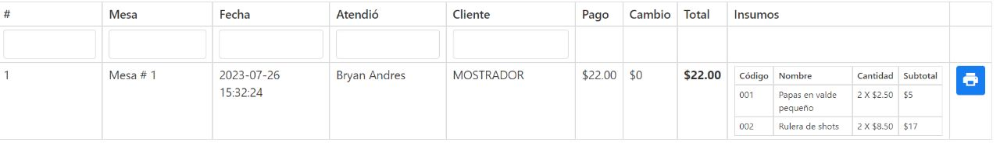 # Mesa Fecha Atendió Cliente Pago Cambio Total Insumos
1 Mesa # 1 2023-07-26 Bryan Andres MOSTRADOR $22.00 $0 $22.00
15:32:24
Código Nombre Cantidad Subtotal
001 Papas en valde 2 X $2.50 $5
pequeño
002 Rulera de shots 2 X $8.50 $17